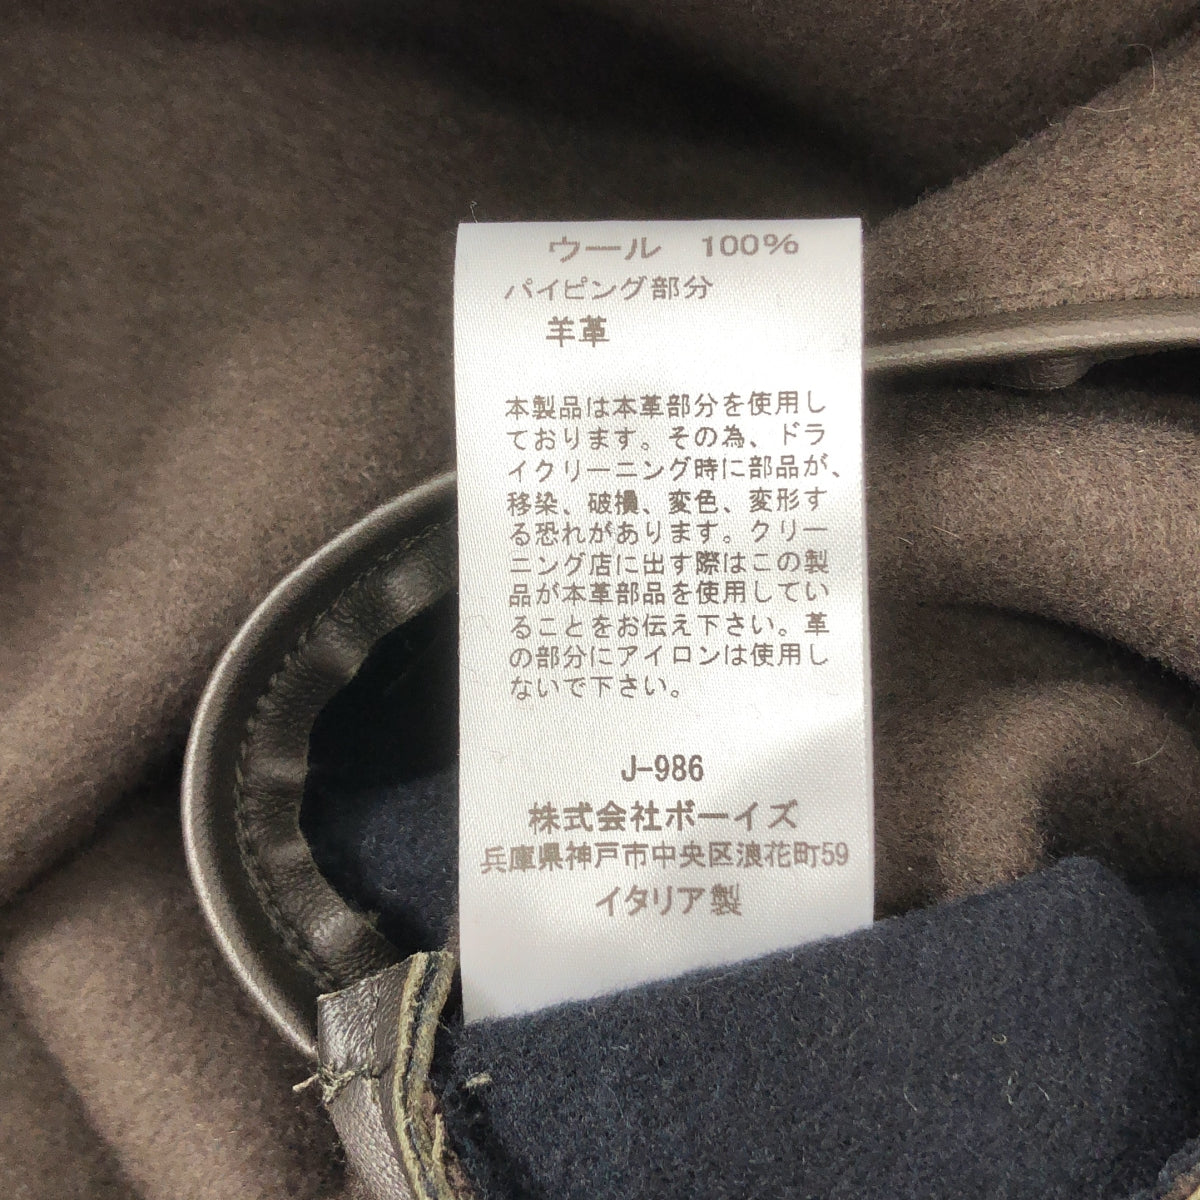 ウール 100%
パイピング部分
羊革
本製品は本革部分を使用し
ております。その為、ドラ
イクリーニング時に部品が、
移染、破損、変色、変形す
る恐れがあります。クリー
ニング店に出す際はこの製
品が本革部品を使用してい
ることをお伝え下さい。革
の部分にアイロンは使用し
ないで下さい。
J-986
株式会社ボーイズ
兵庫県神戸市中央区浪花町59
イタリア製